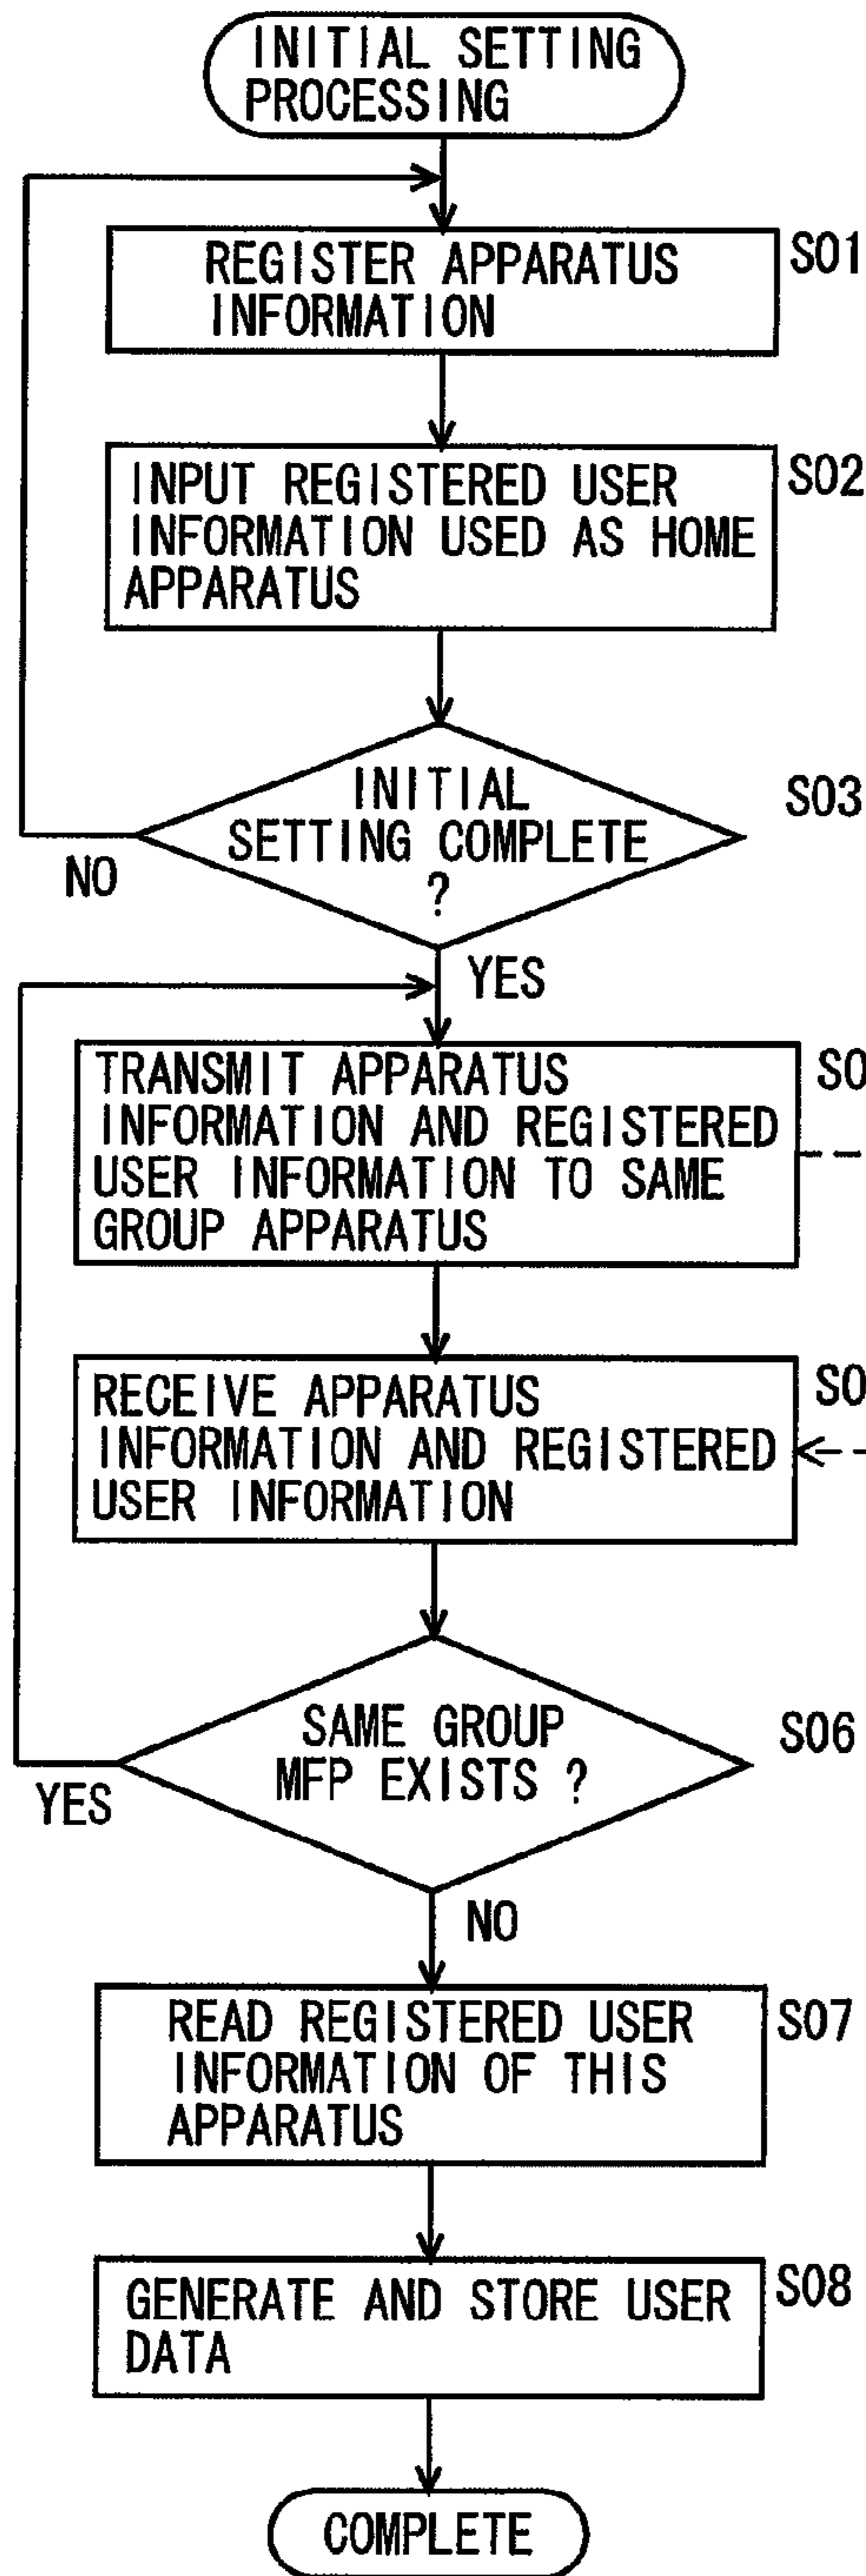 INITIAL SETTING
PROCESSING
REGISTER APPARATUS
INFORMATION
S01
INPUT REGISTERED USER
INFORMATION USED AS HOME
APPARATUS
S02
INITIAL
SETTING COMPLETE
?
S03
NO
YES
TRANSMIT APPARATUS
INFORMATION AND REGISTERED
USER INFORMATION TO SAME
GROUP APPARATUS
RECEIVE APPARATUS
INFORMATION AND REGISTERED
USER INFORMATION
SAME GROUP
MFP EXISTS ?
S06
YES
NO
READ REGISTERED USER
INFORMATION OF THIS
APPARATUS
S07
GENERATE AND STORE USER
DATA
S08
COMPLETE